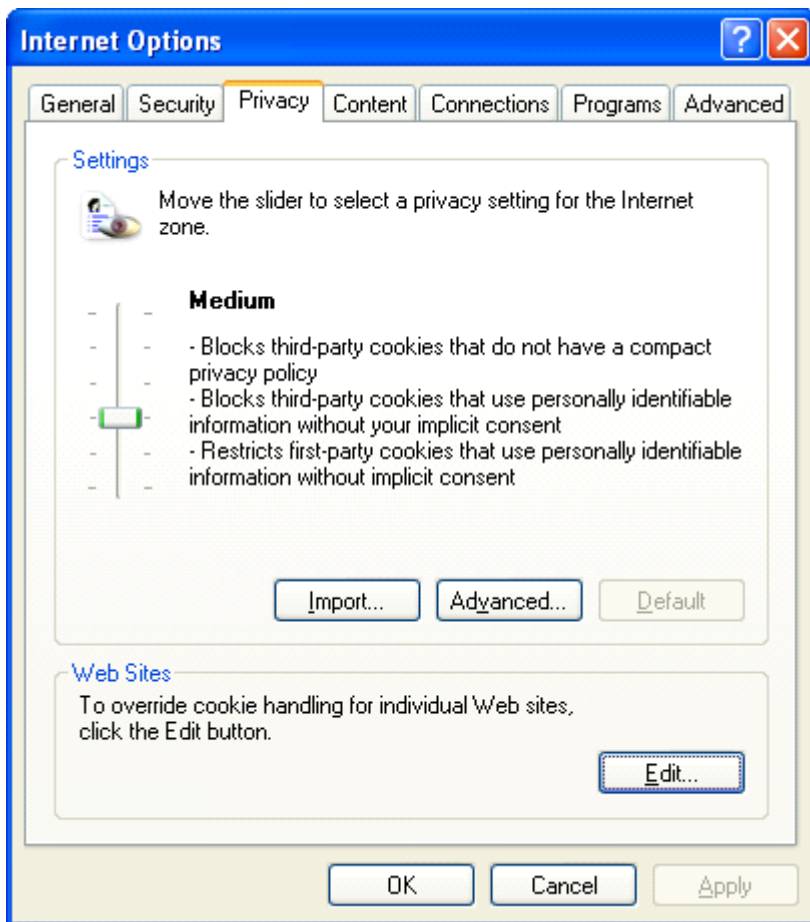 Internet Options
General Security Privacy Content Connections Programs Advanced
Settings
Move the slider to select a privacy setting for the Internet
zone.
Medium
- Blocks third-party cookies that do not have a compact
privacy policy
- Blocks third-party cookies that use personally identifiable
information without your implicit consent
- Restricts first-party cookies that use personally identifiable
information without implicit consent
Import... Advanced... Default
Web Sites
To override cookie handling for individual Web sites,
click the Edit button.
Edit...
OK Cancel Apply